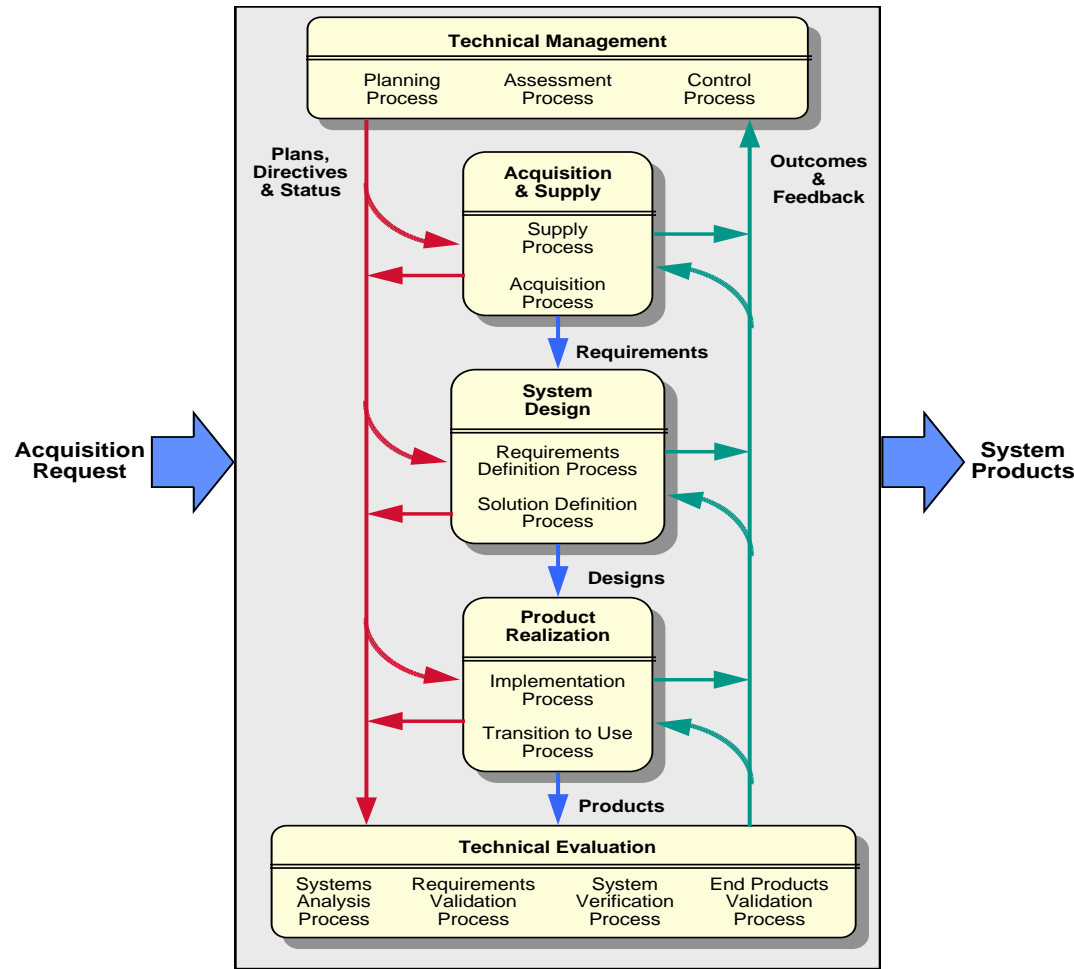 Technical Management
Planning
Process
Assessment
Process
Control
Process
Plans,
Directives
& Status
Outcomes
&
Feedback
Acquisition
& Supply
Supply
Process
Acquisition
Process
Requirements
System
Design
Requirements
Definition Process
Solution Definition
Process
Acquisition
Request
System
Products
Designs
Product
Realization
Implementation
Process
Transition to Use
Process
Products
Technical Evaluation
Systems
Analysis
Process
Requirements
Validation
Process
System
Verification
Process
End Products
Validation
Process